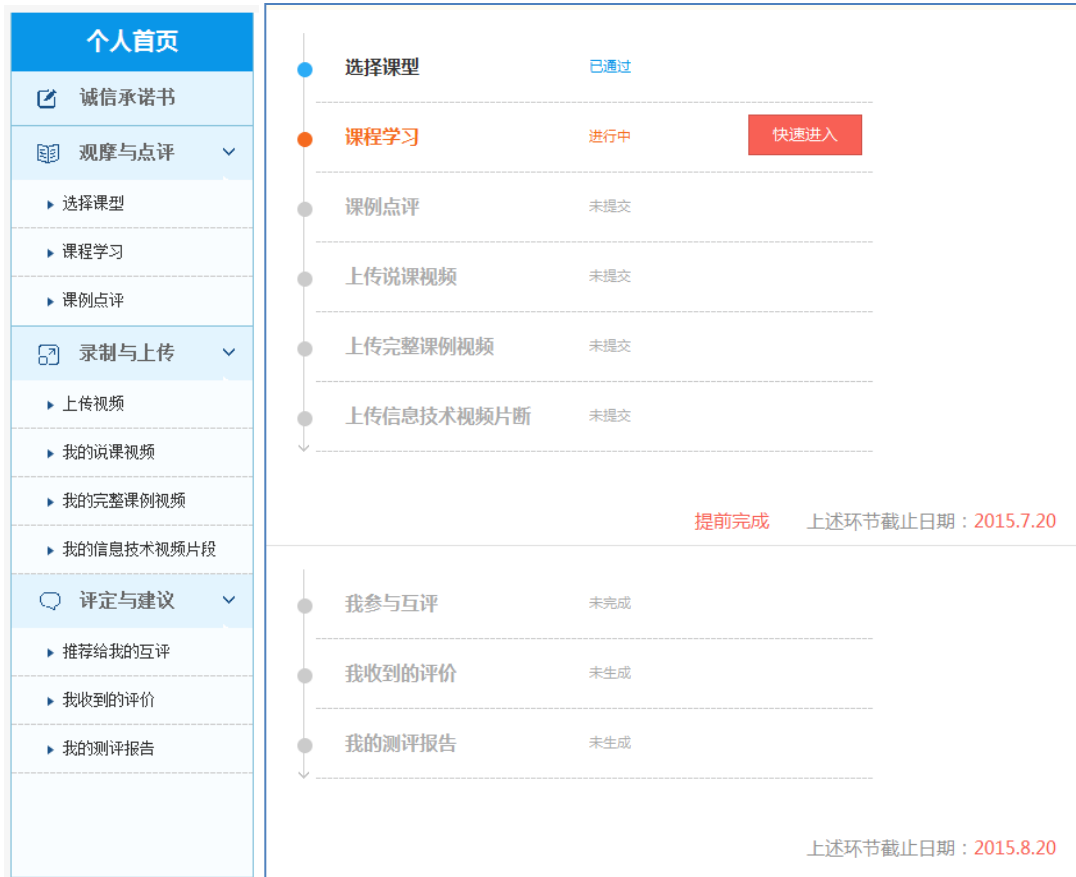 个人首页
诚信承诺书
观摩与点评
选择课型
课程学习
课例点评
录制与上传
上传视频
我的说课视频
我的完整课例视频
我的信息技术视频片段
评定与建议
推荐给我的互评
我收到的评价
我的测评报告
选择课型 已通过
课程学习 进行中 快速进入
课例点评 未提交
上传说课视频 未提交
上传完整课例视频 未提交
上传信息技术视频片断 未提交
提前完成 上述环节截止日期：2015.7.20
我参与互评 未完成
我收到的评价 未生成
我的测评报告 未生成
上述环节截止日期：2015.8.20